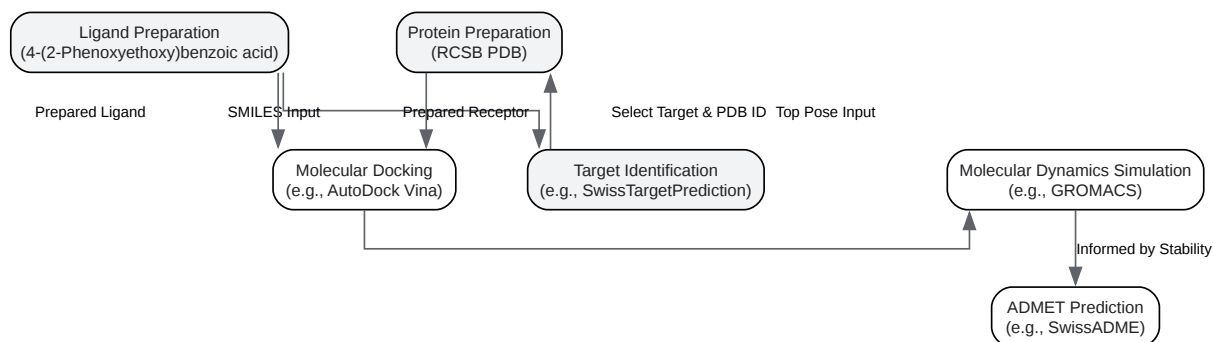 Ligand Preparation
(4-(2-Phenoxyethoxy)benzoic acid)
Protein Preparation
(RCSB PDB)
Prepared Ligand
SMILES Input
Prepared Receptor
Select Target & PDB ID
Top Pose Input
Molecular Docking
(e.g., AutoDock Vina)
Target Identification
(e.g., SwissTargetPrediction)
Molecular Dynamics Simulation
(e.g., GROMACS)
Informed by Stability
ADMET Prediction
(e.g., SwissADME)